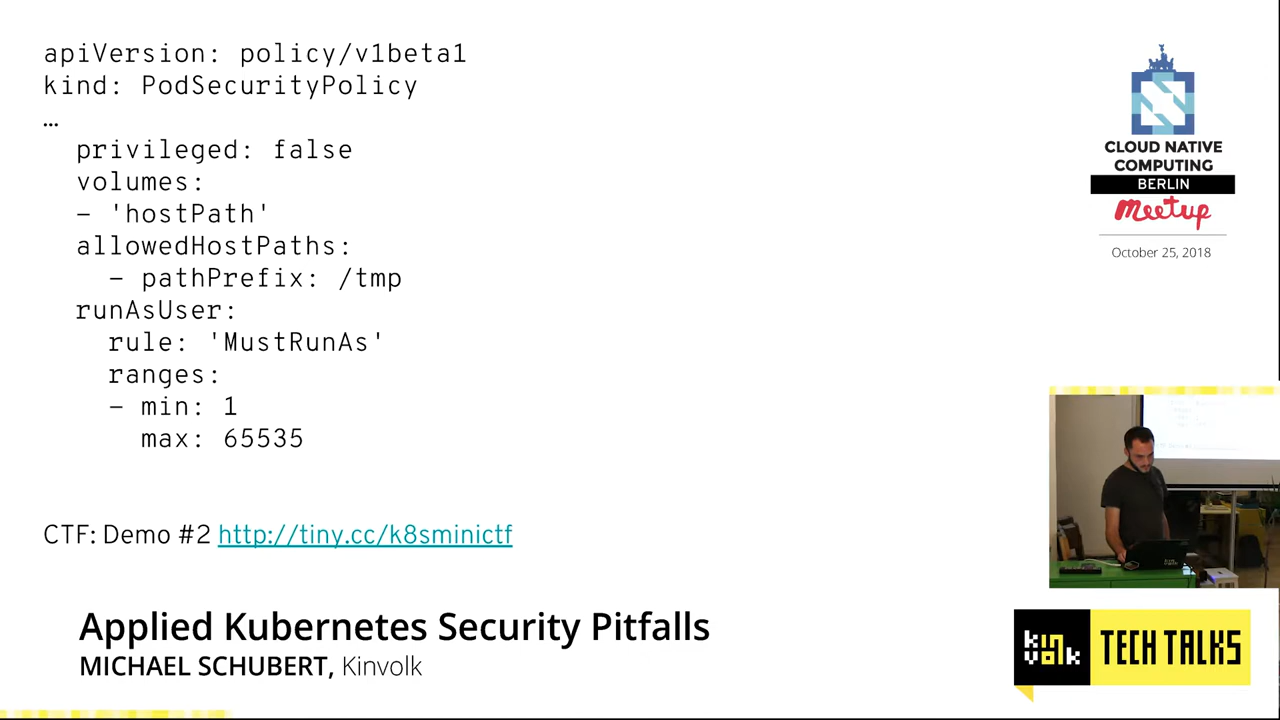 apiVersion: policy/v1beta1
kind: PodSecurityPolicy
…
privileged: false
volumes:
- 'hostPath'
allowedHostPaths:
- pathPrefix: /tmp
runAsUser:
rule: 'MustRunAs'
ranges:
- min: 1
max: 65535
CTF: Demo #2 http://tiny.cc/k8sminictf
Applied Kubernetes Security Pitfalls
MICHAEL SCHUBERT, Kinvolk
CLOUD NATIVE
COMPUTING
BERLIN
meetup
October 25, 2018
kin
volk
TECH TALKS